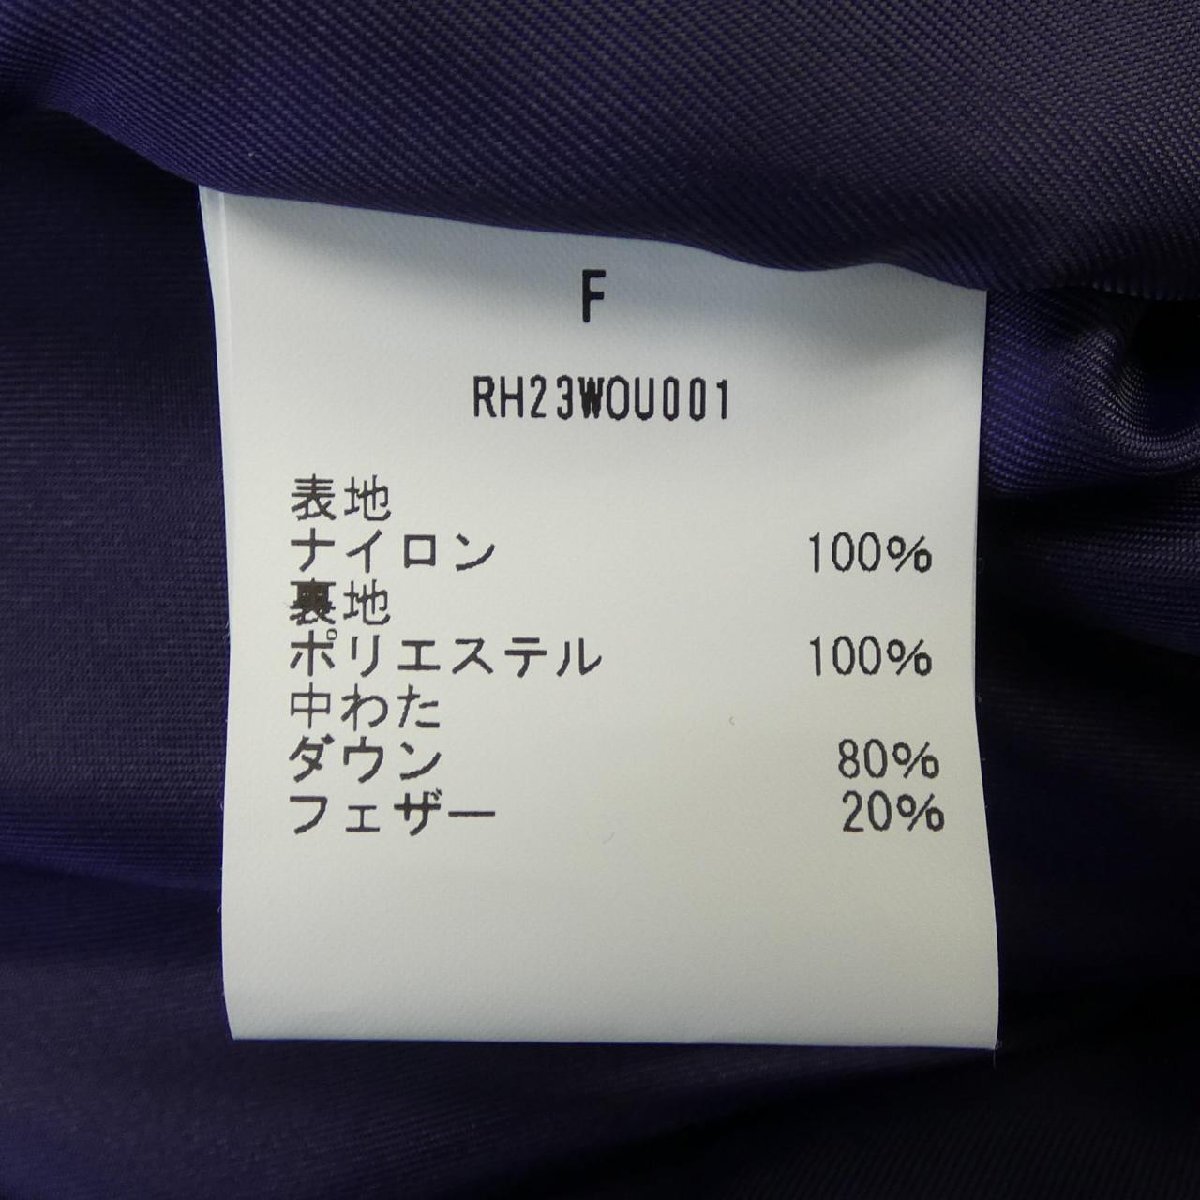 F
RH23WOU001
表地
ナイロン 100%
裏地
ポリエステル 100%
中わた
ダウン 80%
フェザー 20%